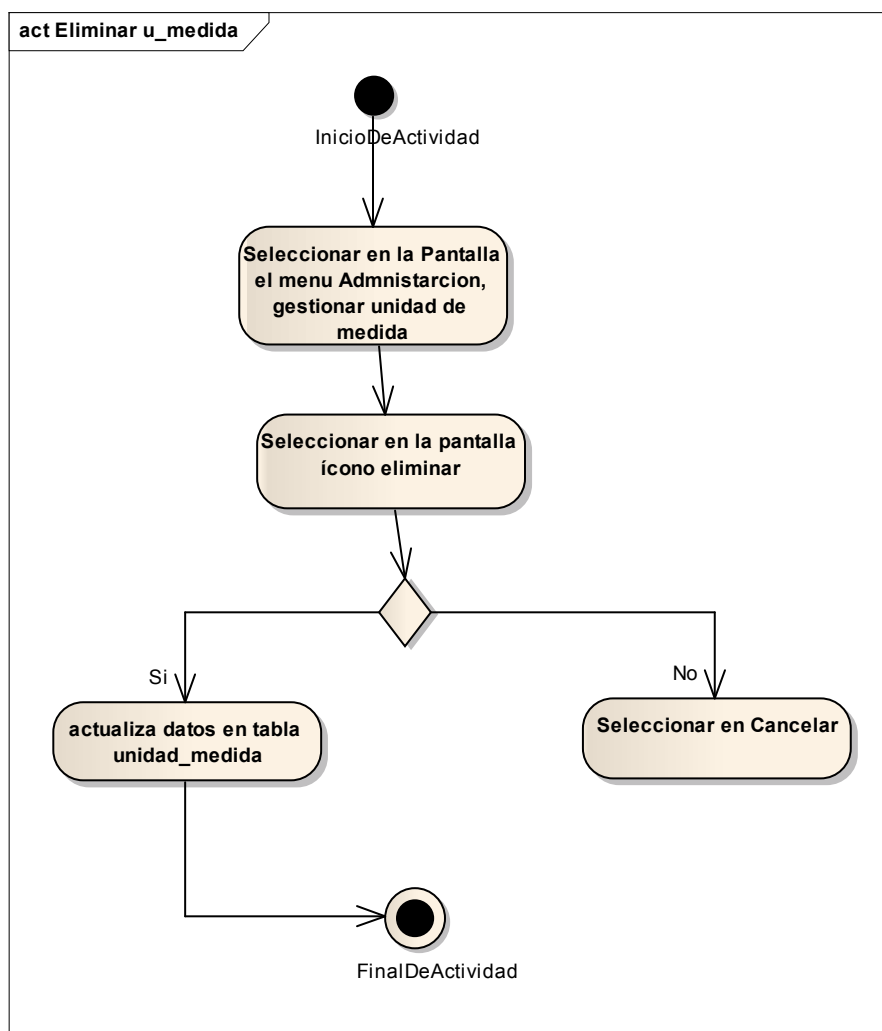 act Eliminar u_medida
InicioDeActividad
Seleccionar en la Pantalla
el menu Admnistarcion,
gestionar unidad de
medida
Seleccionar en la pantalla
ícono eliminar
Si
No
actualiza datos en tabla
unidad_medida
Seleccionar en Cancelar
FinalDeActividad